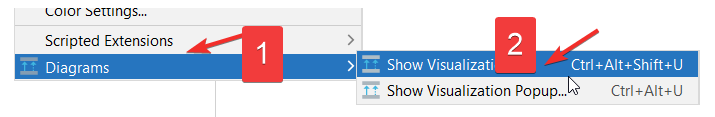 Color Settings...
Scripted Extensions
1
Diagrams
2
Show Visualizatio Ctrl+Alt+Shift+U
Show Visualization Popup... Ctrl+Alt+U